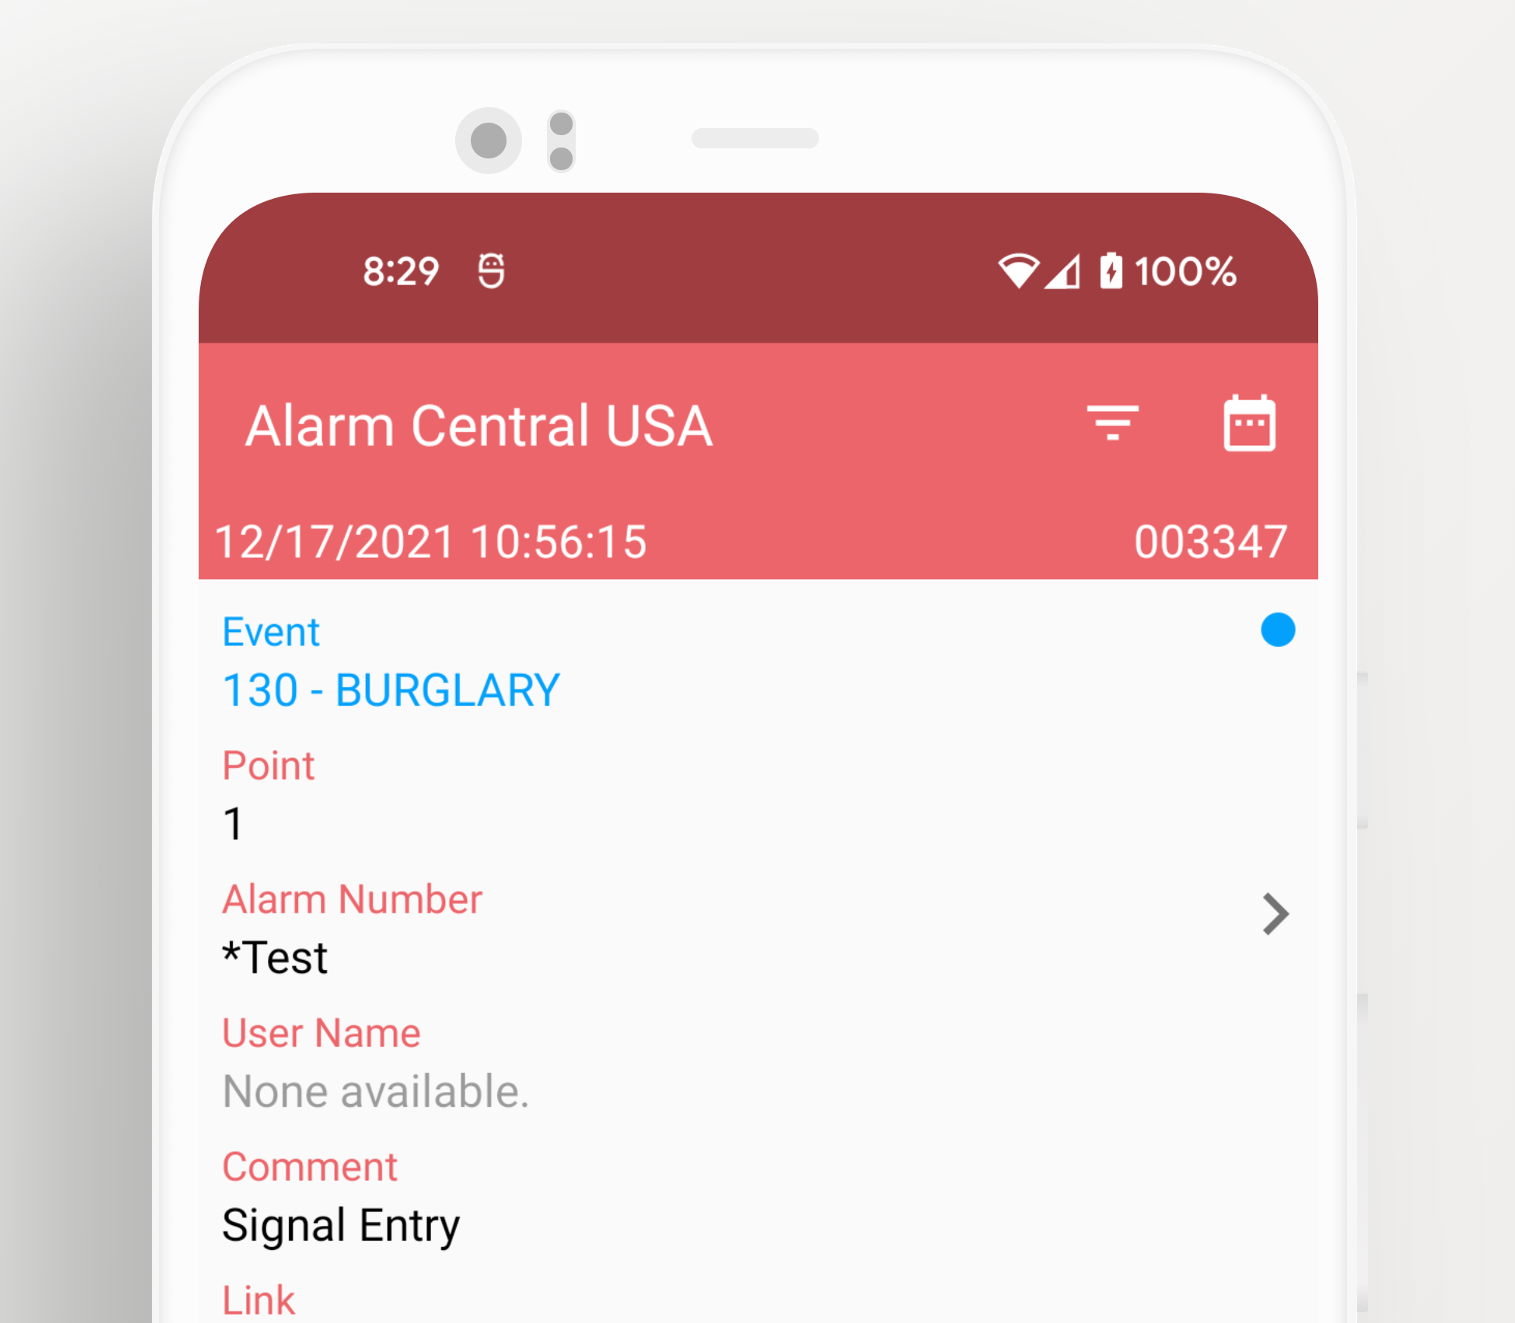 8:29 100%
Alarm Central USA
12/17/2021 10:56:15 003347
Event
130 - BURGLARY
Point
1
Alarm Number
*Test
User Name
None available.
Comment
Signal Entry
Link